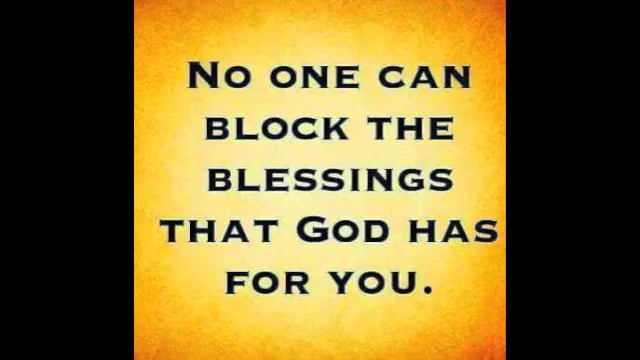 No one can
block the
blessings
that God has
for you.